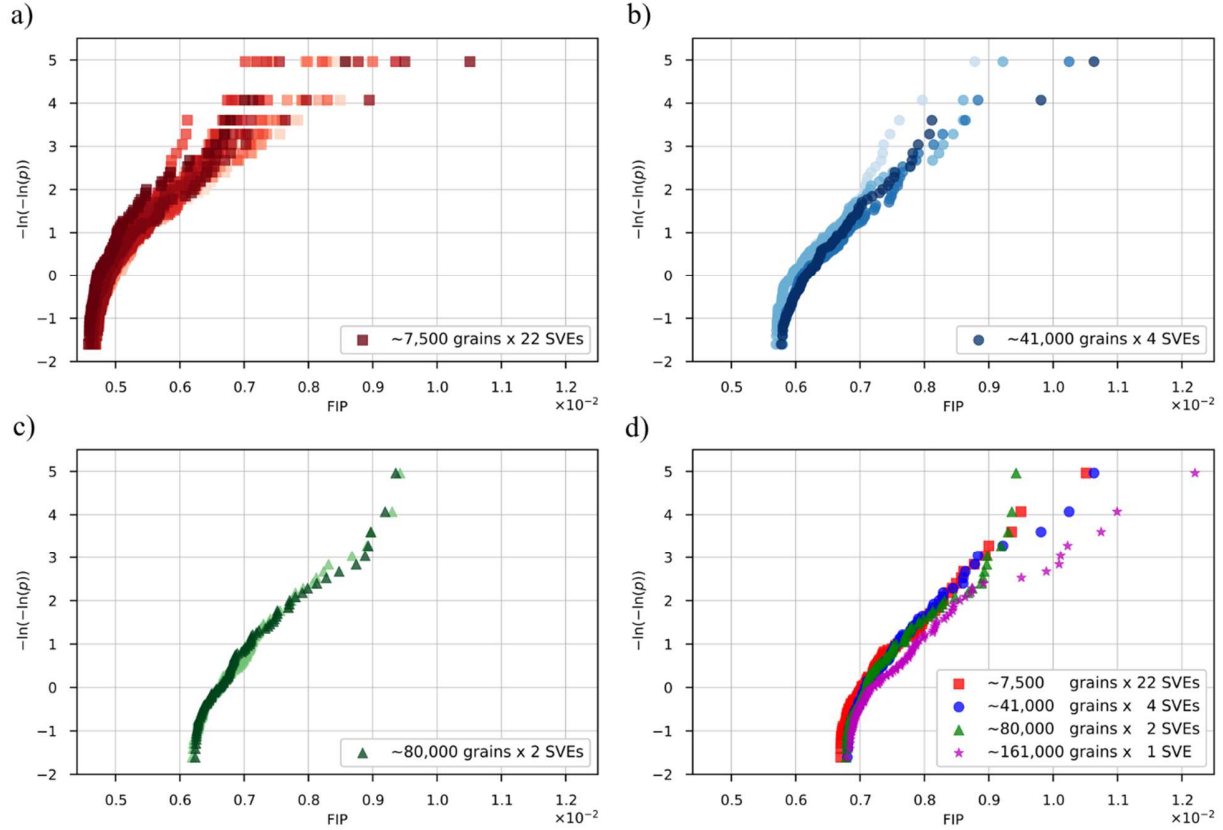 a)
−ln(−ln(p))
5
4
3
2
1
0
−1
−2
0.5 0.6 0.7 0.8 0.9 1.0 1.1 1.2
×10−2
FIP
~7,500 grains x 22 SVEs
b)
−ln(−ln(p))
5
4
3
2
1
0
−1
−2
0.5 0.6 0.7 0.8 0.9 1.0 1.1 1.2
×10−2
FIP
~41,000 grains x 4 SVEs
c)
−ln(−ln(p))
5
4
3
2
1
0
−1
−2
0.5 0.6 0.7 0.8 0.9 1.0 1.1 1.2
×10−2
FIP
~80,000 grains x 2 SVEs
d)
−ln(−ln(p))
5
4
3
2
1
0
−1
−2
0.5 0.6 0.7 0.8 0.9 1.0 1.1 1.2
×10−2
FIP
~7,500 grains x 22 SVEs
~41,000 grains x 4 SVEs
~80,000 grains x 2 SVEs
~161,000 grains x 1 SVE